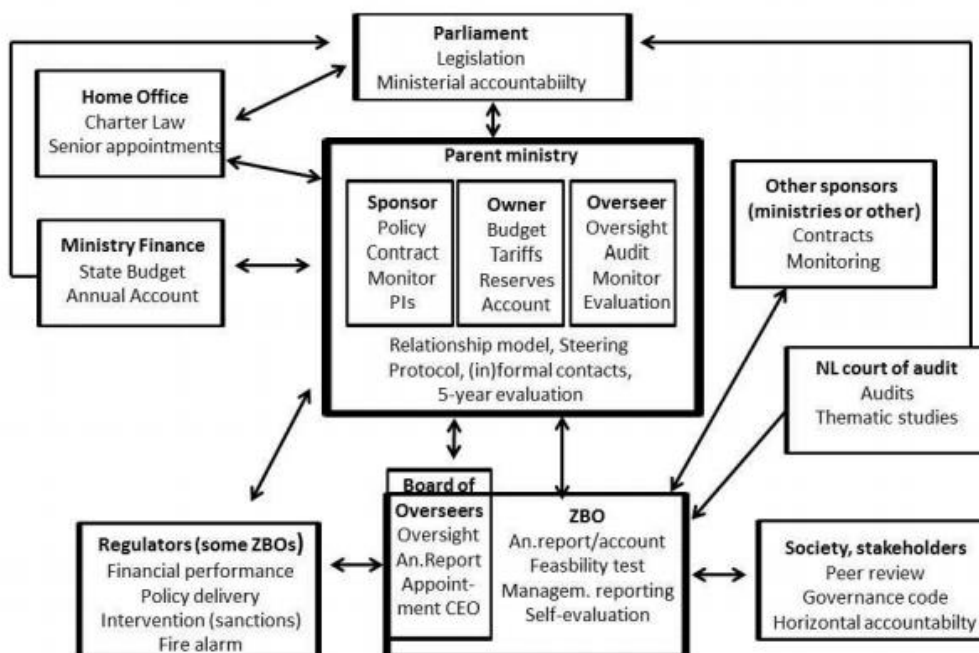 Parliament
Legislation
Ministerial accountabiilty
Home Office
Charter Law
Senior appointments
Parent ministry
Sponsor
Policy
Contract
Monitor
PIs
Owner
Budget
Tariffs
Reserves
Account
Overseer
Oversight
Audit
Monitor
Evaluation
Relationship model, Steering
Protocol, (in)formal contacts,
5-year evaluation
Other sponsors
(ministries or other)
Contracts
Monitoring
Ministry Finance
State Budget
Annual Account
NL court of audit
Audits
Thematic studies
Board of
Overseers
Oversight
An.Report
Appoint-
ment CEO
ZBO
An.report/account
Feasbility test
Managem. reporting
Self-evaluation
Regulators (some ZBOs)
Financial performance
Policy delivery
Intervention (sanctions)
Fire alarm
Society, stakeholders
Peer review
Governance code
Horizontal accountabilty